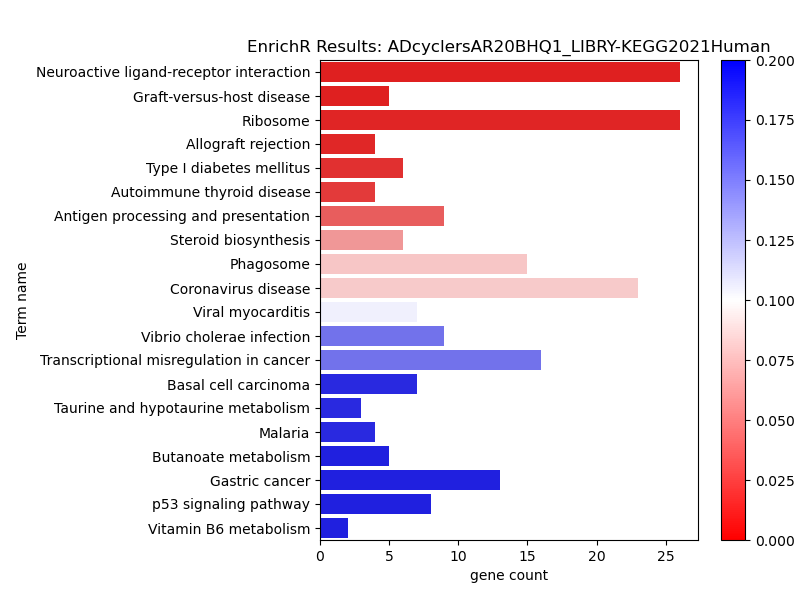 EnrichR Results: ADcyclersAR20BHQ1_LIBRY-KEGG2021Human
Neuroactive ligand-receptor interaction
Graft-versus-host disease
Ribosome
Allograft rejection
Type I diabetes mellitus
Autoimmune thyroid disease
Antigen processing and presentation
Steroid biosynthesis
Phagosome
Coronavirus disease
Viral myocarditis
Vibrio cholerae infection
Transcriptional misregulation in cancer
Basal cell carcinoma
Taurine and hypotaurine metabolism
Malaria
Butanoate metabolism
Gastric cancer
p53 signaling pathway
Vitamin B6 metabolism
Term name
0 5 10 15 20 25
gene count
0.200
0.175
0.150
0.125
0.100
0.075
0.050
0.025
0.000